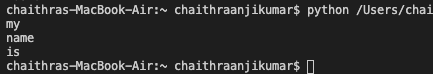 chaithras-MacBook-Air:~ chaithraanjikumar$ python /Users/chai
my
name
is
chaithras-MacBook-Air:~ chaithraanjikumar$